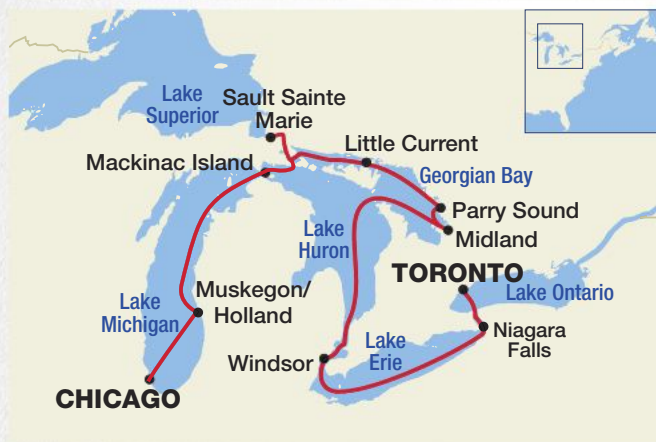 Lake
Superior
Sault Sainte
Marie
Little Current
Mackinac Island
Georgian Bay
Parry Sound
Midland
Lake
Huron
TORONTO
Lake Ontario
Lake
Michigan
Muskegon/
Holland
Niagara
Falls
Lake
Erie
Windsor
CHICAGO